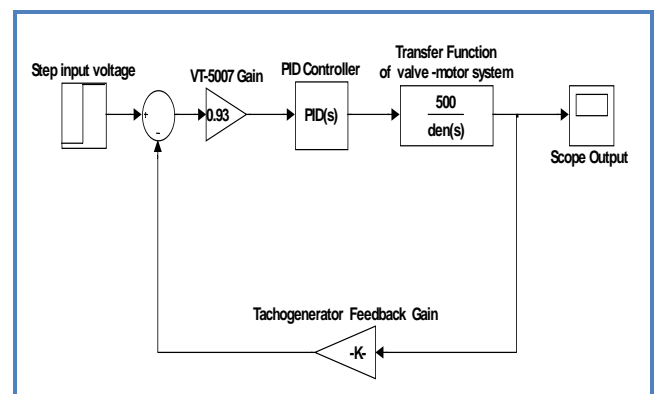 Step input voltage
VT-5007 Gain
PID Controller
Transfer Function
of valve -motor system
+
-
0.93
PID(s)
500
den(s)
Scope Output
Tachogenerator Feedback Gain
-K-